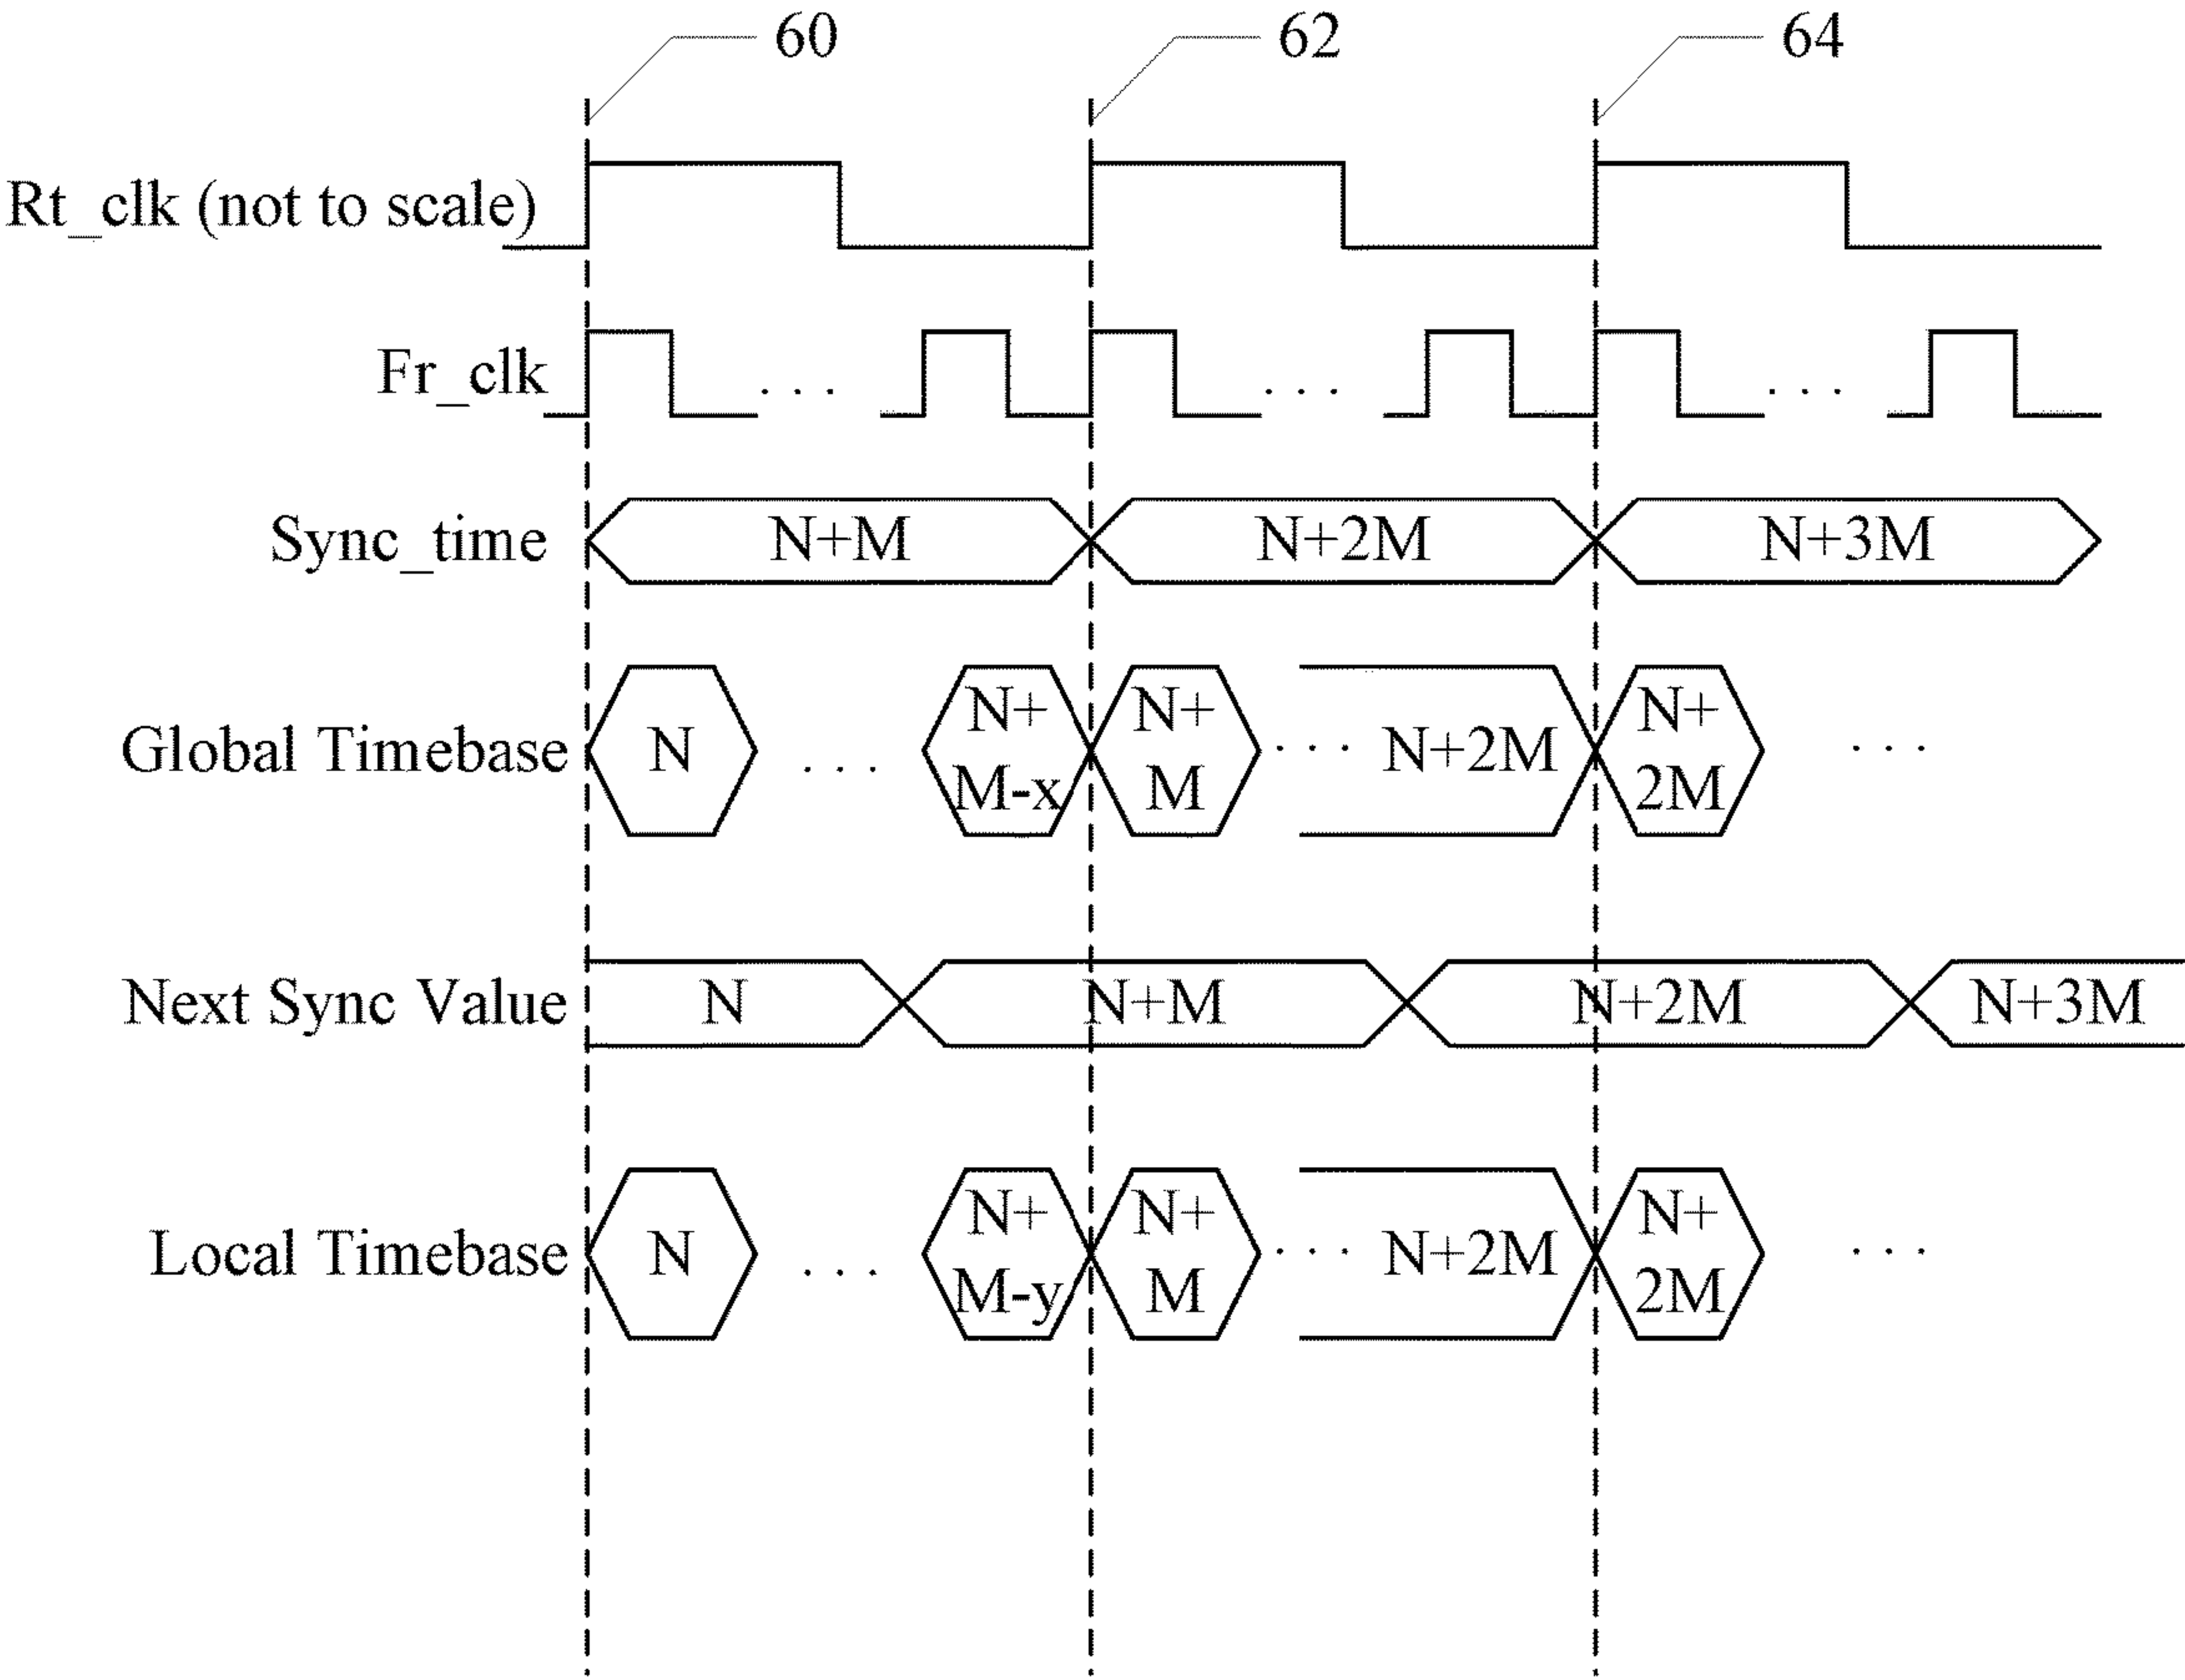 60 62 64
Rt_clk (not to scale)
Fr_clk . . . . . . . . .
Sync_time N+M N+2M N+3M
N+ N+ N+
Global Timebase N . . . . . . N+2M . . .
M-x M 2M
Next Sync Value N N+M N+2M N+3M
N+ N+ N+
Local Timebase N . . . . . . N+2M . . .
M-y M 2M